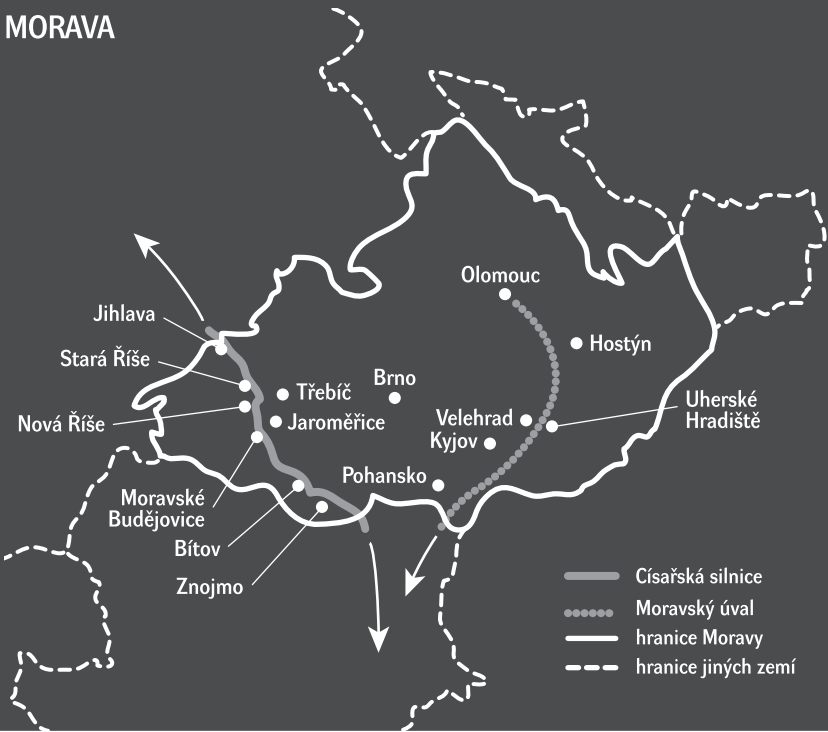 MORAVA
Olomouc
Jihlava
Hostýn
Stará Říše
Třebíč
Brno
Nová Říše
Jaroměřice
Velehrad
Kyjov
Uherské
Hradiště
Pohansko
Moravské
Budějovice
Bítov
Znojmo
Císařská silnice
Moravský úval
hranice Moravy
hranice jiných zemí